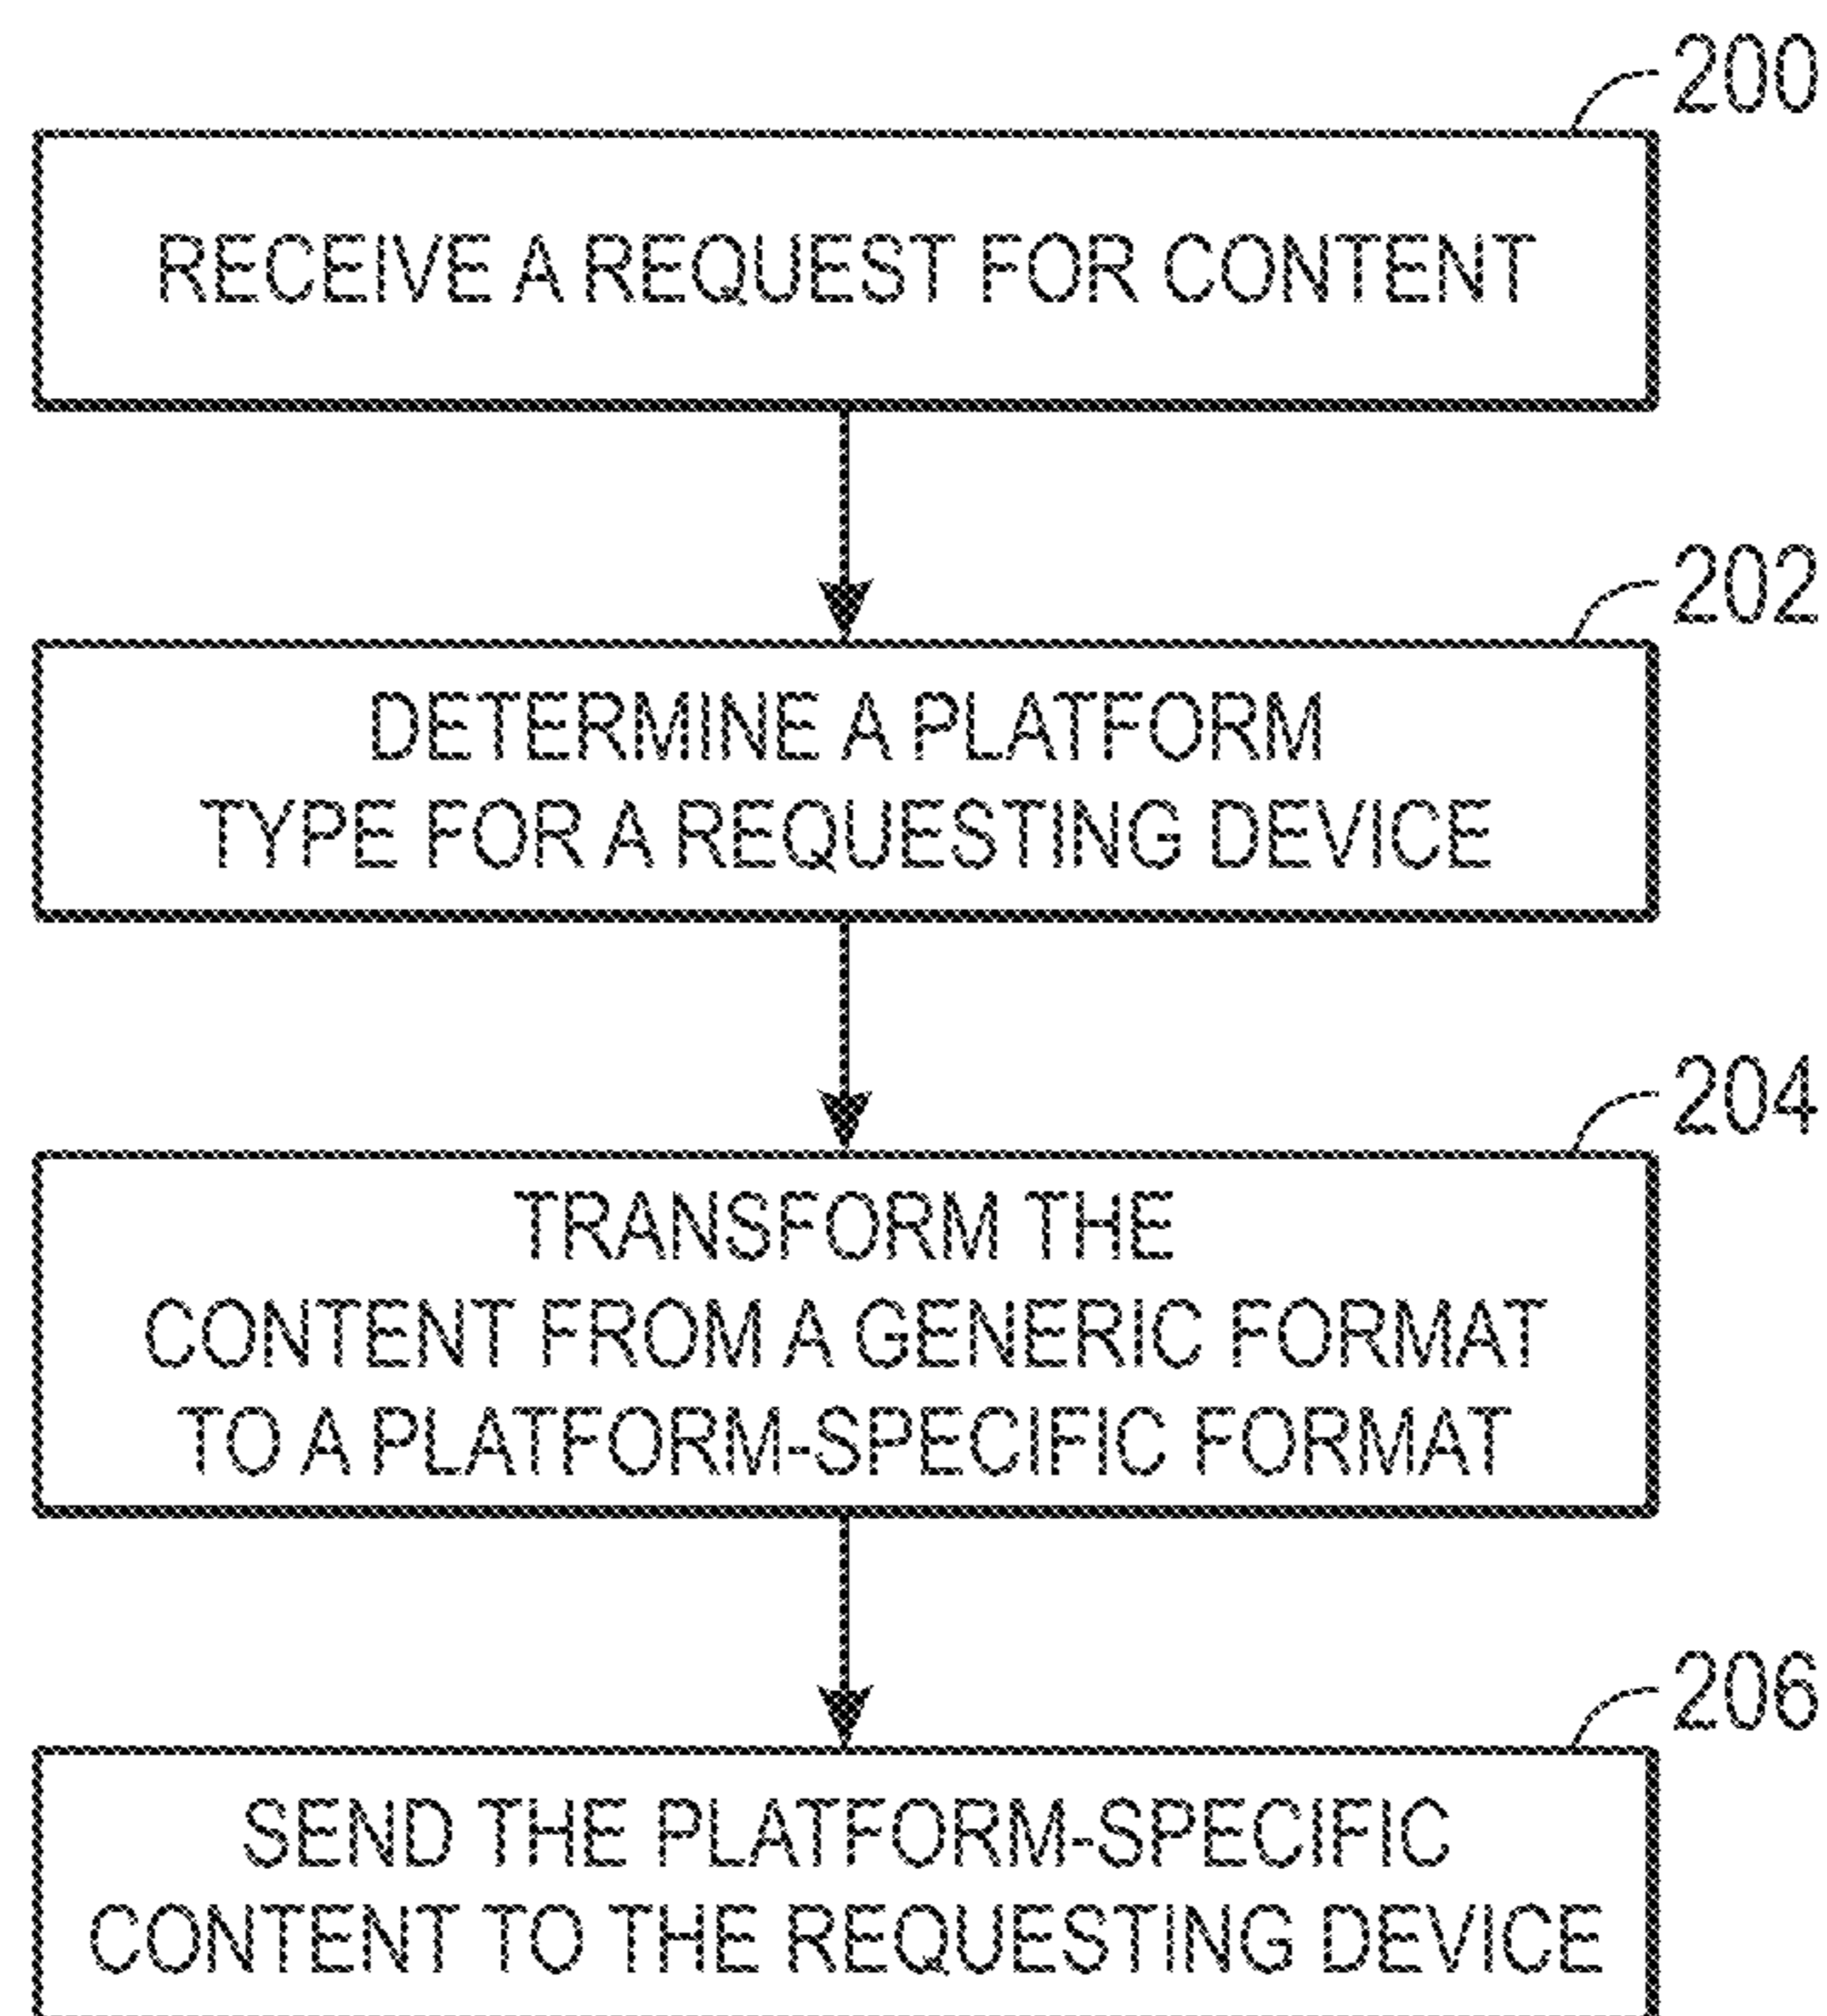 200
RECEIVE A REQUEST FOR CONTENT
202
DETERMINE A PLATFORM
TYPE FOR A REQUESTING DEVICE
204
TRANSFORM THE
CONTENT FROM A GENERIC FORMAT
TO A PLATFORM-SPECIFIC FORMAT
206
SEND THE PLATFORM-SPECIFIC
CONTENT TO THE REQUESTING DEVICE